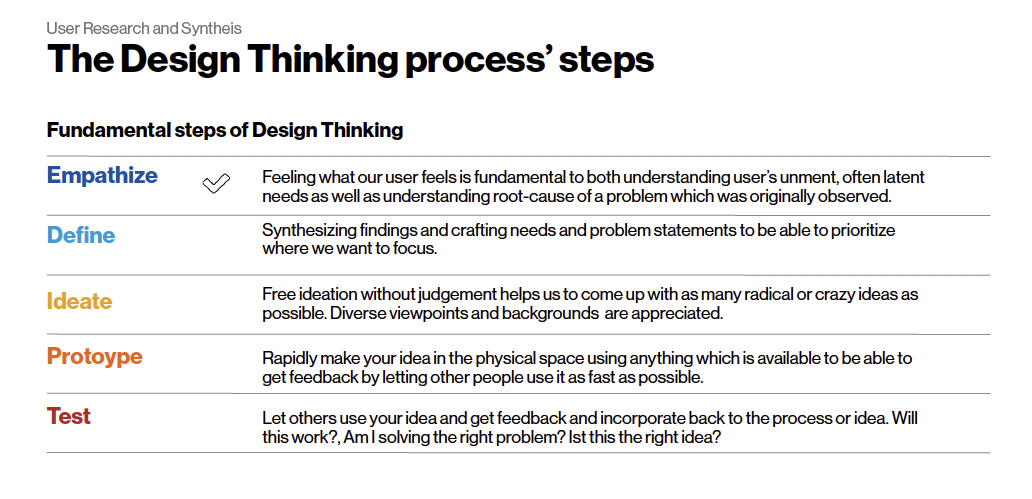 User Research and Syntheis
The Design Thinking process’ steps
Fundamental steps of Design Thinking
Empathize
Feeling what our user feels is fundamental to both understanding user’s unment, often latent
needs as well as understanding root-cause of a problem which was originally observed.
Define
Synthesizing findings and crafting needs and problem statements to be able to prioritize
where we want to focus.
Ideate
Free ideation without judgement helps us to come up with as many radical or crazy ideas as
possible. Diverse viewpoints and backgrounds  are appreciated.
Protoype
Rapidly make your idea in the physical space using anything which is available to be able to
get feedback by letting other people use it as fast as possible.
Test
Let others use your idea and get feedback and incorporate back to the process or idea. Will
this work?, Am I solving the right problem? Ist this the right idea?